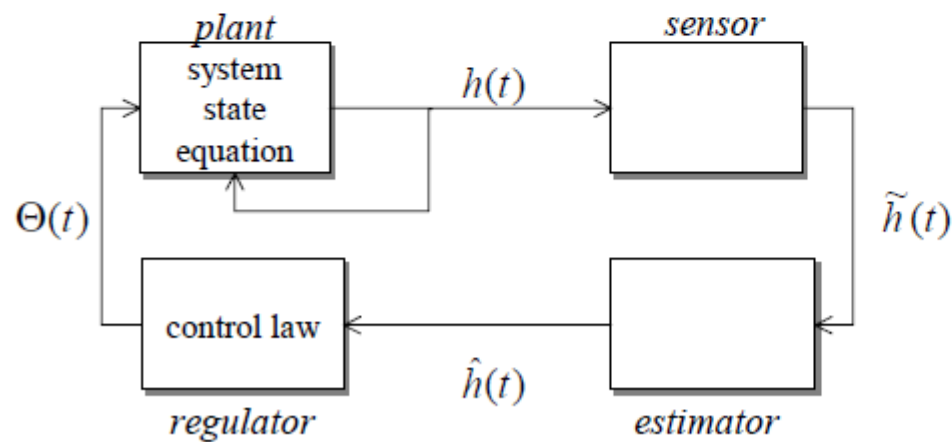 plant
system
state
equation
h(t)
sensor
Θ(t)
h̃(t)
control law
regulator
ĥ(t)
estimator